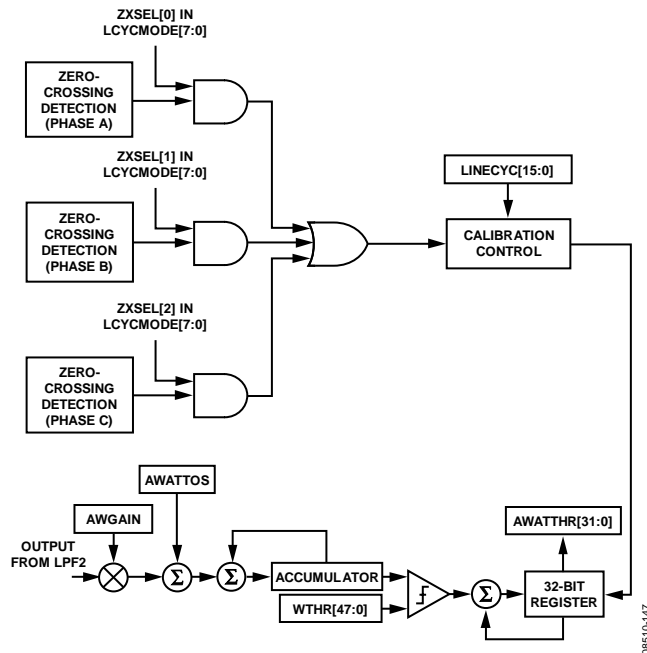 ZXSEL[0] IN
LCYCMODE[7:0]
ZERO-
CROSSING
DETECTION
(PHASE A)
ZXSEL[1] IN
LCYCMODE[7:0]
LINECYC[15:0]
ZERO-
CROSSING
DETECTION
(PHASE B)
CALIBRATION
CONTROL
ZXSEL[2] IN
LCYCMODE[7:0]
ZERO-
CROSSING
DETECTION
(PHASE C)
AWATTOS
AWGAIN
AWATTHR[31:0]
OUTPUT
FROM LPF2
Σ
Σ
ACCUMULATOR
WTHR[47:0]
Σ
32-BIT
REGISTER
08510-147